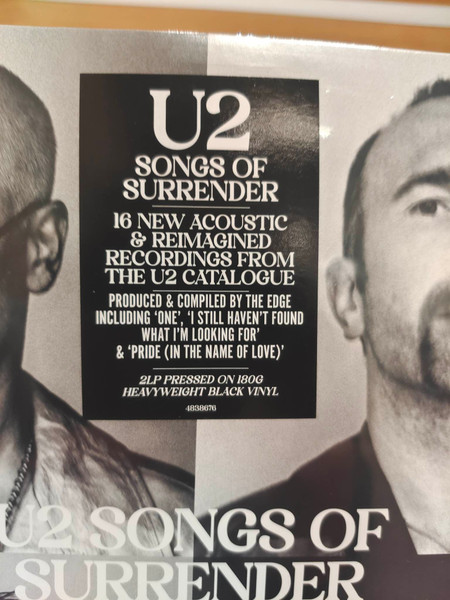 U2
SONGS OF
SURRENDER
16 NEW ACOUSTIC
& REIMAGINED
RECORDINGS FROM
THE U2 CATALOGUE
PRODUCED & COMPILED BY THE EDGE
INCLUDING ‘ONE’, ‘I STILL HAVEN’T FOUND
WHAT I’M LOOKING FOR’
& ‘PRIDE (IN THE NAME OF LOVE)’
2LP PRESSED ON 180G
HEAVYWEIGHT BLACK VINYL
4838676
U2 SONGS OF
SURRENDER